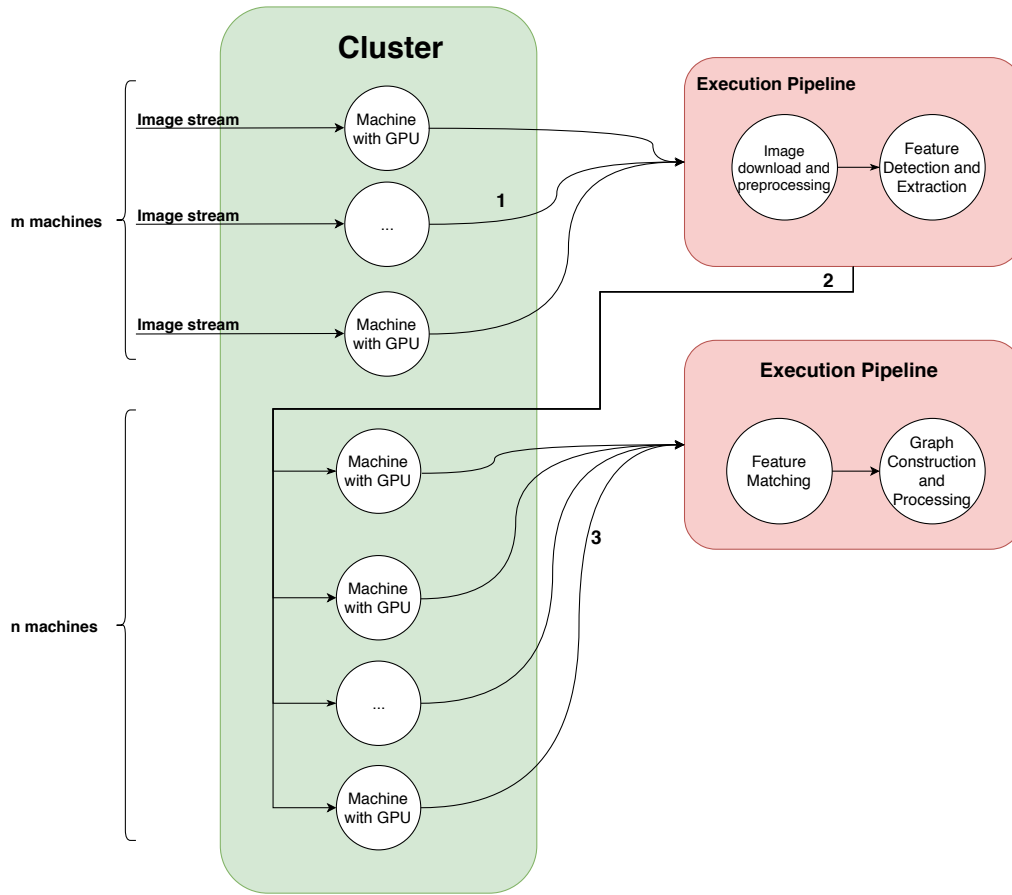 Cluster
Execution Pipeline
Image stream
Machine
with GPU
Image
download and
preprocessing
Feature
Detection and
Extraction
1
m machines
Image stream
...
2
Image stream
Machine
with GPU
Execution Pipeline
Machine
with GPU
Feature
Matching
Graph
Construction
and
Processing
3
n machines
Machine
with GPU
...
Machine
with GPU